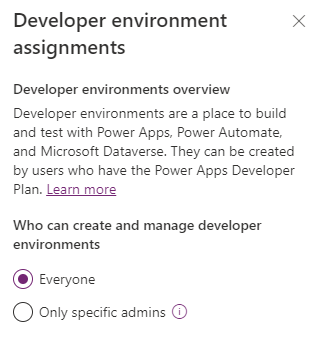 Developer environment
assignments
Developer environments overview
Developer environments are a place to build
and test with Power Apps, Power Automate,
and Microsoft Dataverse. They can be created
by users who have the Power Apps Developer
Plan. Learn more
Who can create and manage developer
environments
Everyone
Only specific admins